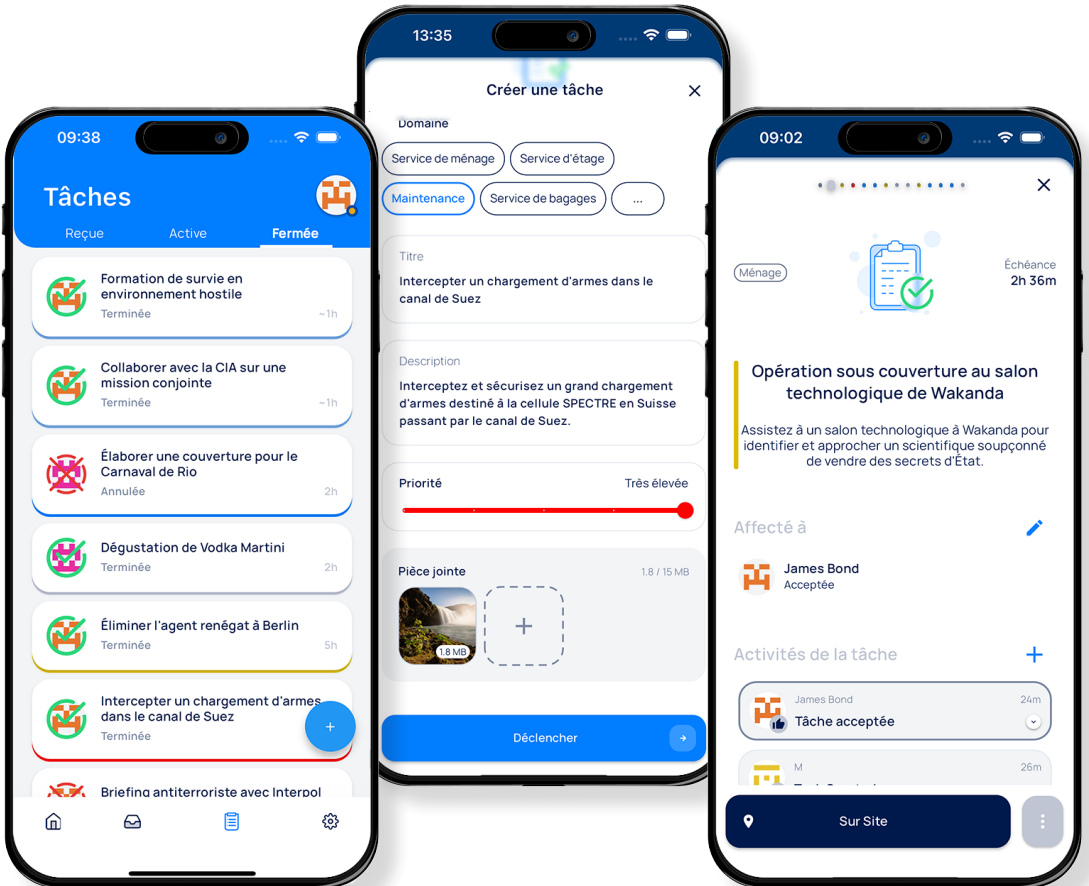 09:38
Tâches
Reçue
Active
Fermée
Formation de survie en
environnement hostile
Terminée
~1h
Collaborer avec la CIA sur une
mission conjointe
Terminée
~1h
Élaborer une couverture pour le
Carnaval de Rio
Annulée
2h
Dégustation de Vodka Martini
Terminée
2h
Éliminer l'agent renégat à Berlin
Terminée
5h
Intercepter un chargement d'armes
dans le canal de Suez
Terminée
+
Briefing antiterroriste avec Interpol
13:35
Créer une tâche
Domaine
Service de ménage
Service d'étage
Maintenance
Service de bagages
...
Titre
Intercepter un chargement d'armes dans le
canal de Suez
Description
Interceptez et sécurisez un grand chargement
d'armes destiné à la cellule SPECTRE en Suisse
passant par le canal de Suez.
Priorité
Très élevée
Pièce jointe
1.8 / 15 MB
1.8 MB
+
Déclencher
09:02
Ménage
Échéance
2h 36m
Opération sous couverture au salon
technologique de Wakanda
Assistez à un salon technologique à Wakanda pour
identifier et approcher un scientifique soupçonné
de vendre des secrets d'État.
Affecté à
James Bond
Acceptée
Activités de la tâche
+
James Bond
24m
Tâche acceptée
M
26m
Sur Site